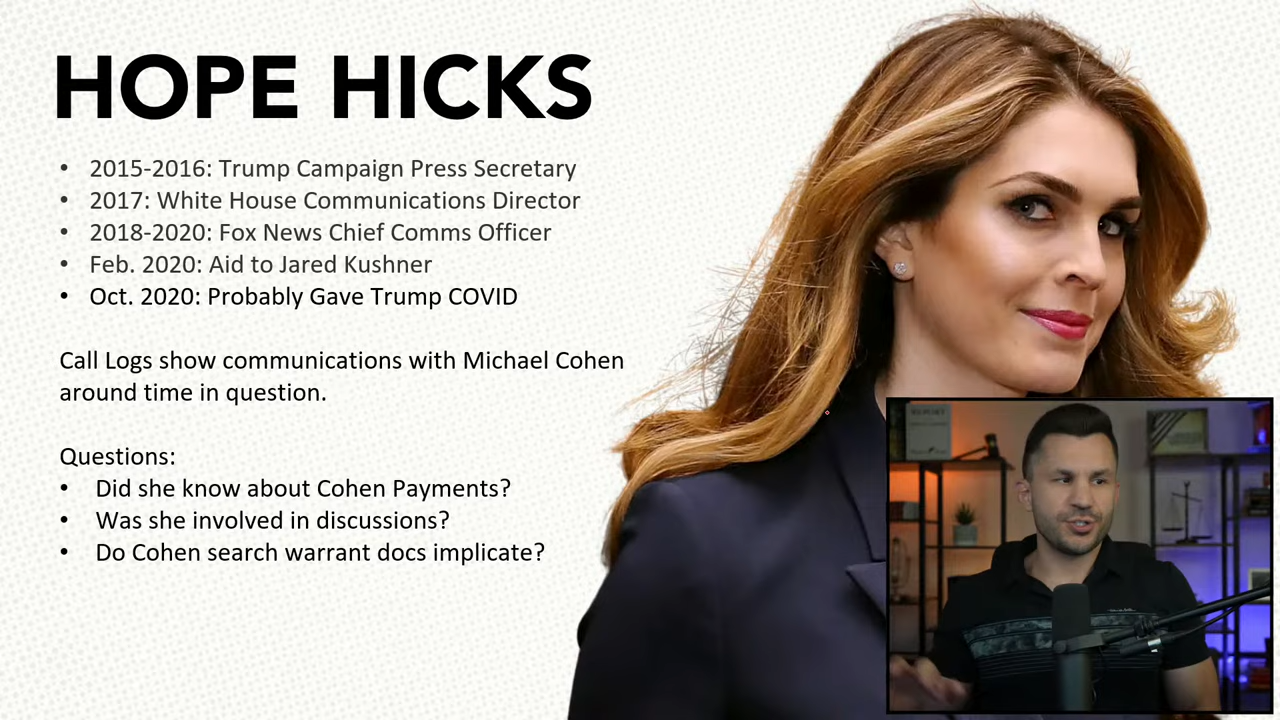 HOPE HICKS
• 2015-2016: Trump Campaign Press Secretary
• 2017: White House Communications Director
• 2018-2020: Fox News Chief Comms Officer
• Feb. 2020: Aid to Jared Kushner
• Oct. 2020: Probably Gave Trump COVID
Call Logs show communications with Michael Cohen
around time in question.
Questions:
• Did she know about Cohen Payments?
• Was she involved in discussions?
• Do Cohen search warrant docs implicate?